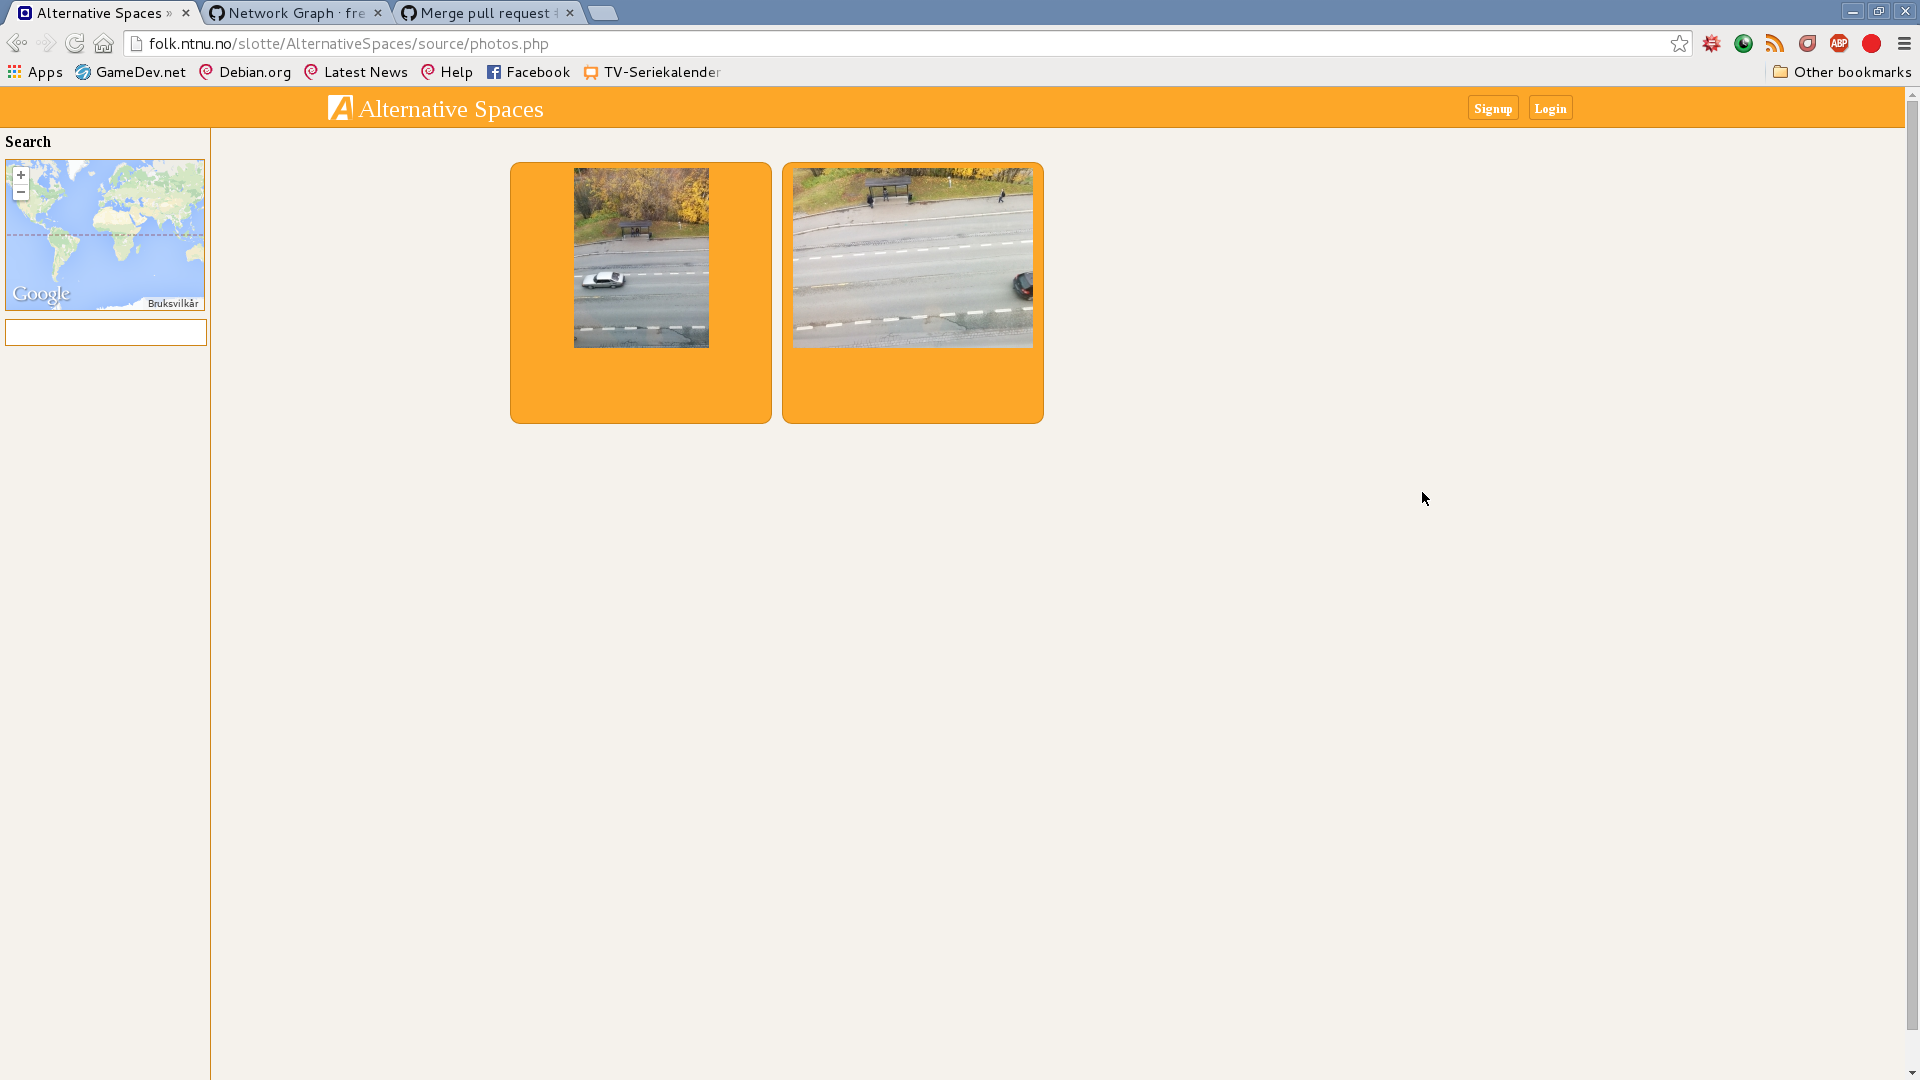 Alternative Spaces »
Network Graph · fre
Merge pull request
folk.ntnu.no/slotte/AlternativeSpaces/source/photos.php
ABP
Apps
GameDev.net
Debian.org
Latest News
Help
Facebook
TV-Seriekalender
Other bookmarks
Alternative Spaces
Signup
Login
Search
+
−
Google
Bruksvilkår